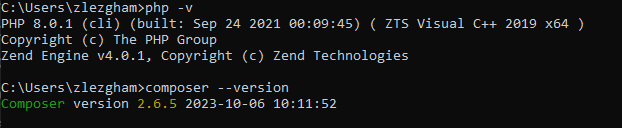 C:\Users\zlezgham>php -v
PHP 8.0.1 (cli) (built: Sep 24 2021 00:09:45) ( ZTS Visual C++ 2019 x64 )
Copyright (c) The PHP Group
Zend Engine v4.0.1, Copyright (c) Zend Technologies
C:\Users\zlezgham>composer --version
Composer version 2.6.5 2023-10-06 10:11:52